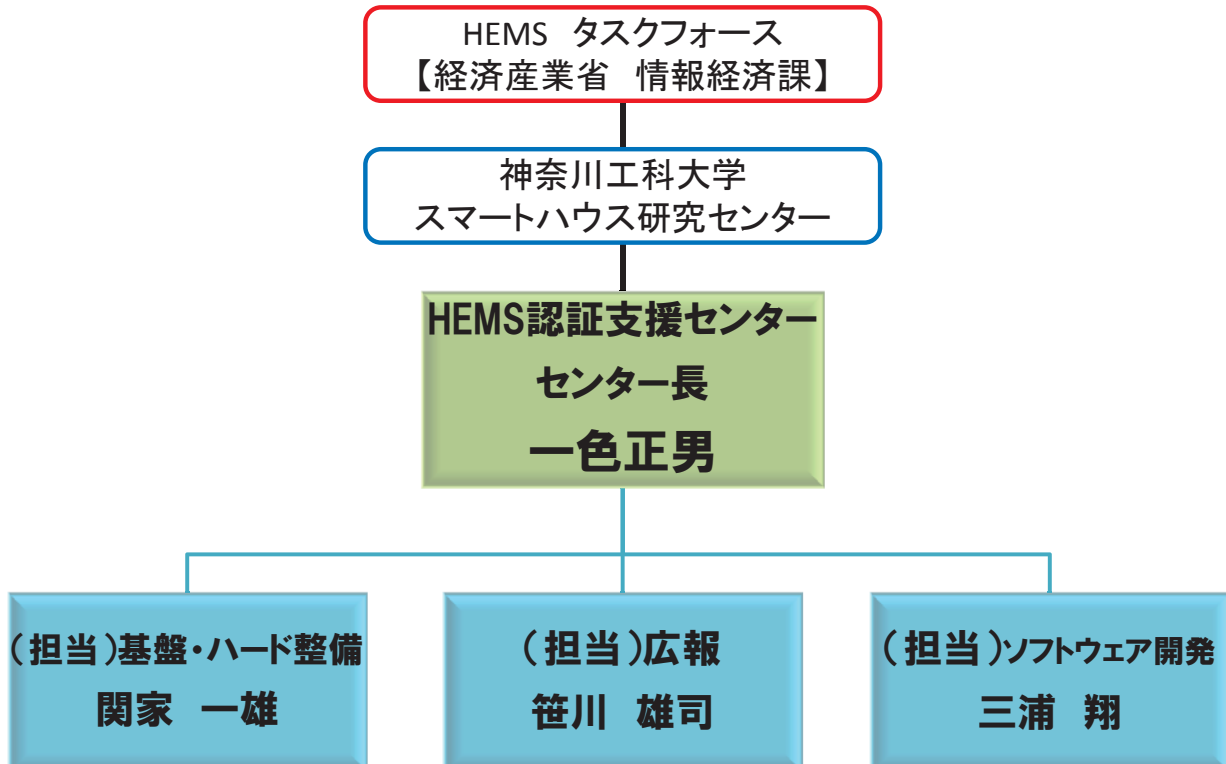 HEMS　タスクフォース
【経済産業省　情報経済課】
神奈川工科大学
スマートハウス研究センター
HEMS認証支援センター
センター長
一色正男
（担当）基盤・ハード整備
関家　一雄
（担当）広報
笹川　雄司
（担当）ソフトウェア開発
三浦　翔